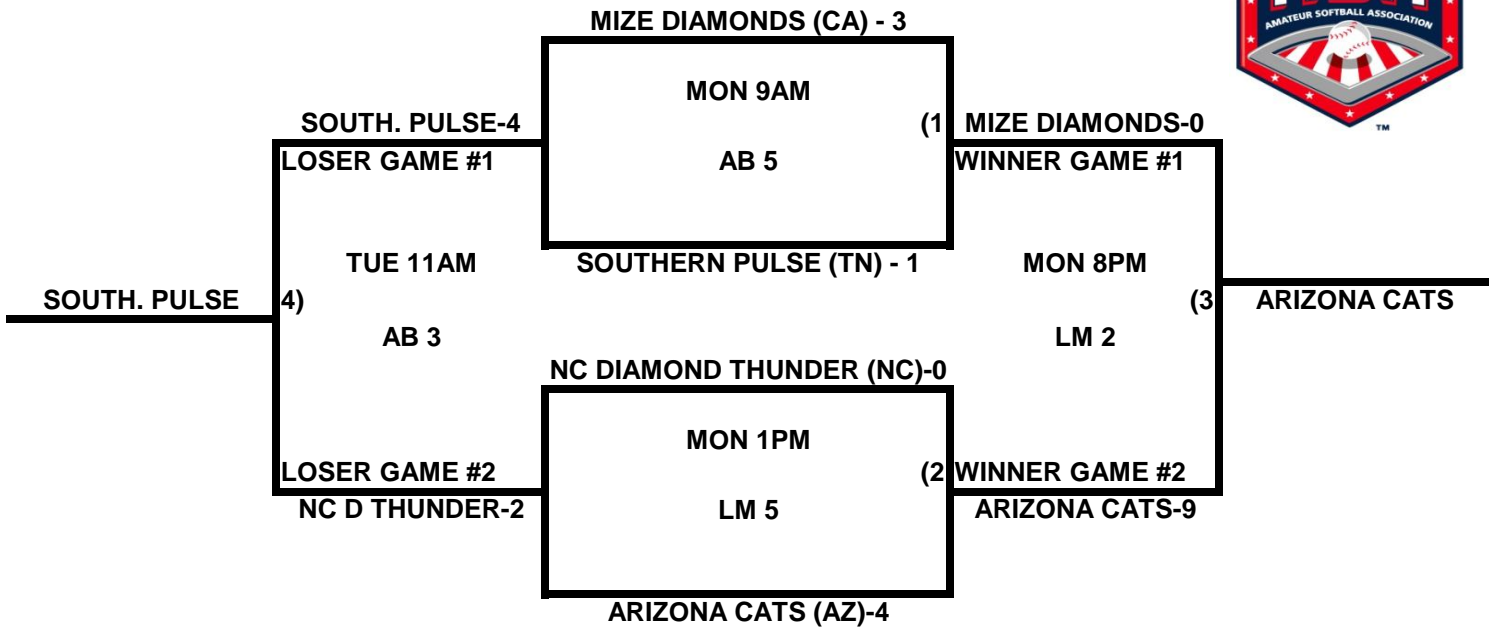 MIZE DIAMONDS (CA) - 3
AMATEUR SOFTBALL ASSOCIATION
TM
MON 9AM
SOUTH. PULSE-4
(1
MIZE DIAMONDS-0
LOSER GAME #1
AB 5
WINNER GAME #1
TUE 11AM
SOUTHERN PULSE (TN) - 1
MON 8PM
SOUTH. PULSE
4)
(3
ARIZONA CATS
AB 3
LM 2
NC DIAMOND THUNDER (NC)-0
MON 1PM
LOSER GAME #2
(2
WINNER GAME #2
NC D THUNDER-2
LM 5
ARIZONA CATS-9
ARIZONA CATS (AZ)-4